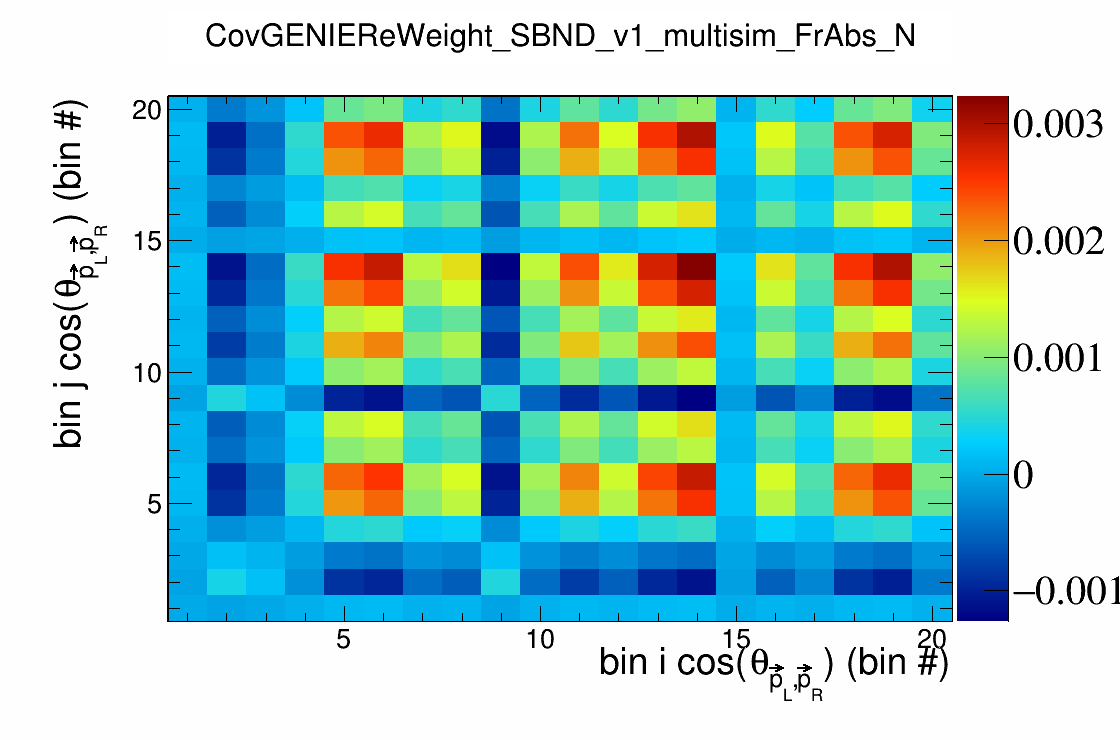 CovGENIEReWeight_SBND_v1_multisim_FrAbs_N
bin j cos(θ_{p⃗_L,p⃗_R}) (bin #)
20
15
10
5
5 10 15 20
bin i cos(θ_{p⃗_L,p⃗_R}) (bin #)
0.003
0.002
0.001
0
−0.001